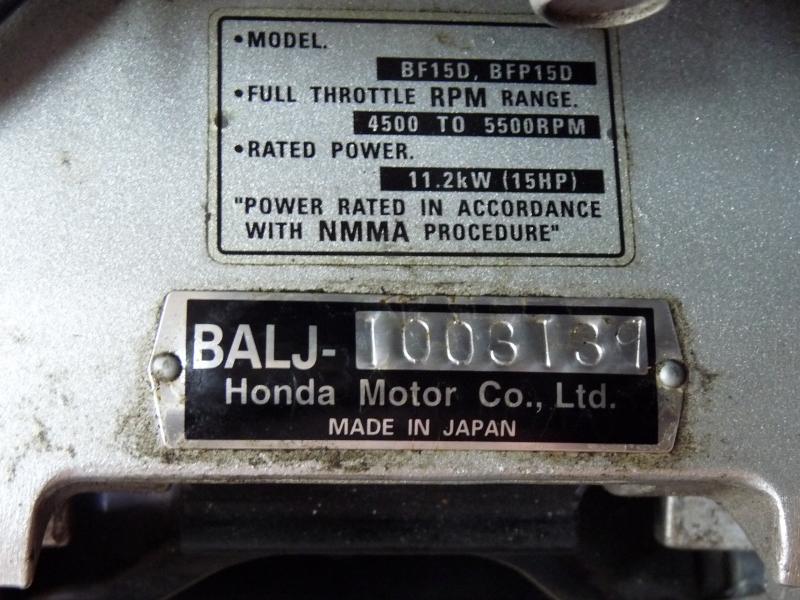 •MODEL.
BF15D, BFP15D
•FULL THROTTLE RPM RANGE.
4500 TO 5500RPM
•RATED POWER.
11.2kW (15HP)
"POWER RATED IN ACCORDANCE
WITH NMMA PROCEDURE"
BALJ-1003139
Honda Motor Co., Ltd.
MADE IN JAPAN